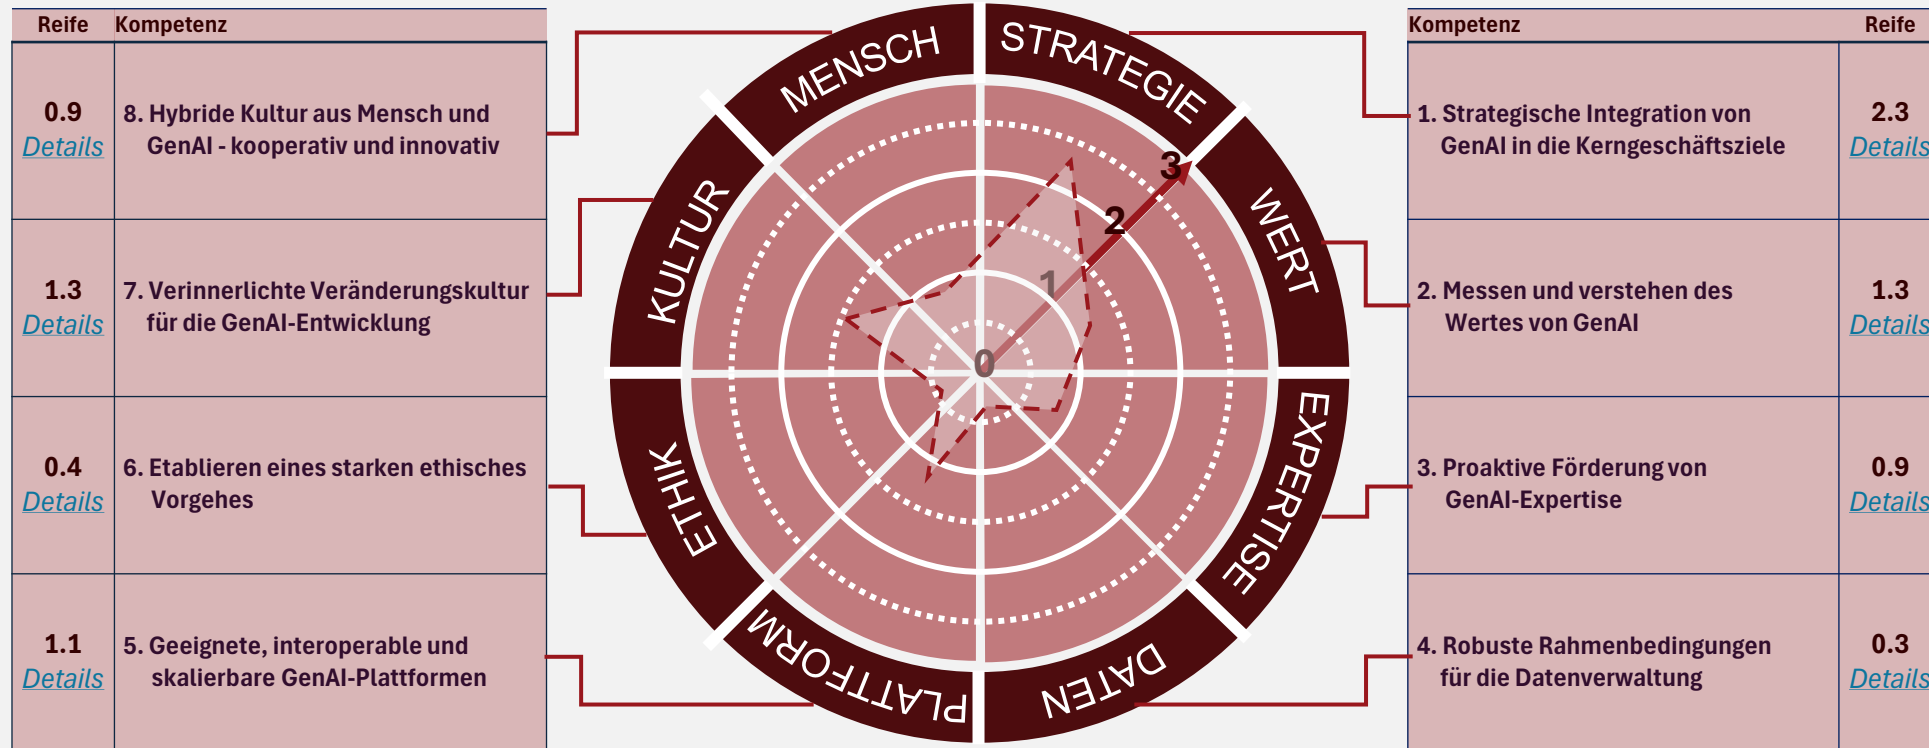 Reife Kompetenz
0.9
Details
8. Hybride Kultur aus Mensch und
GenAI - kooperativ und innovativ
1.3
Details
7. Verinnerlichte Veränderungskultur
für die GenAI-Entwicklung
0.4
Details
6. Etablieren eines starken ethisches
Vorgehes
1.1
Details
5. Geeignete, interoperable und
skalierbare GenAI-Plattformen
MENSCH
STRATEGIE
KULTUR
WERT
ETHIK
EXPERTISE
PLATTFORM
DATEN
3
2
1
0
Kompetenz Reife
1. Strategische Integration von
GenAI in die Kerngeschäftsziele
2.3
Details
2. Messen und verstehen des
Wertes von GenAI
1.3
Details
3. Proaktive Förderung von
GenAI-Expertise
0.9
Details
4. Robuste Rahmenbedingungen
für die Datenverwaltung
0.3
Details